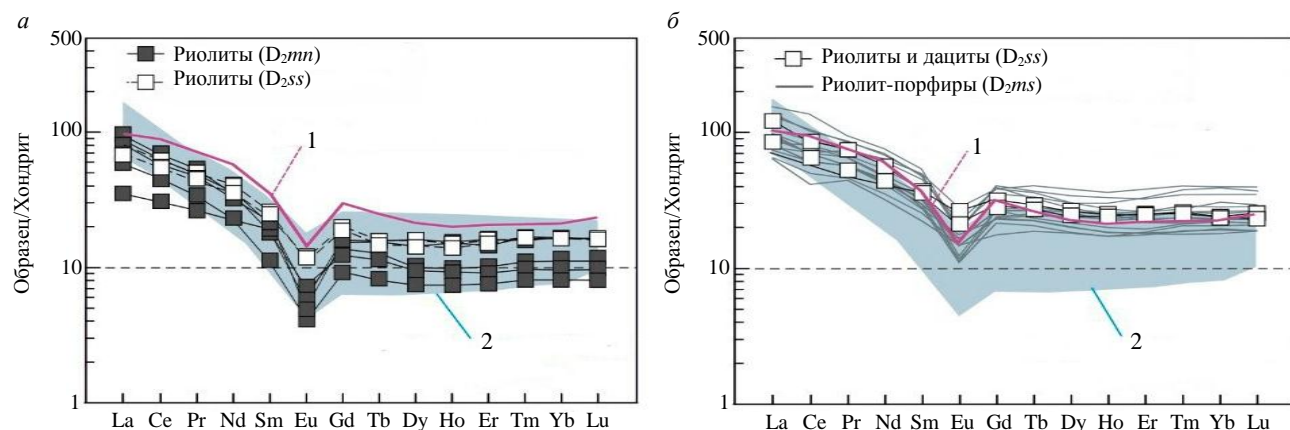 а
500
100
10
1
Образец/Хондрит
Риолиты (D₂mn)
Риолиты (D₂ss)
1
2
La Ce Pr Nd Sm Eu Gd Tb Dy Ho Er Tm Yb Lu
б
500
100
10
1
Образец/Хондрит
Риолиты и дациты (D₂ss)
Риолит-порфиры (D₂ms)
1
2
La Ce Pr Nd Sm Eu Gd Tb Dy Ho Er Tm Yb Lu